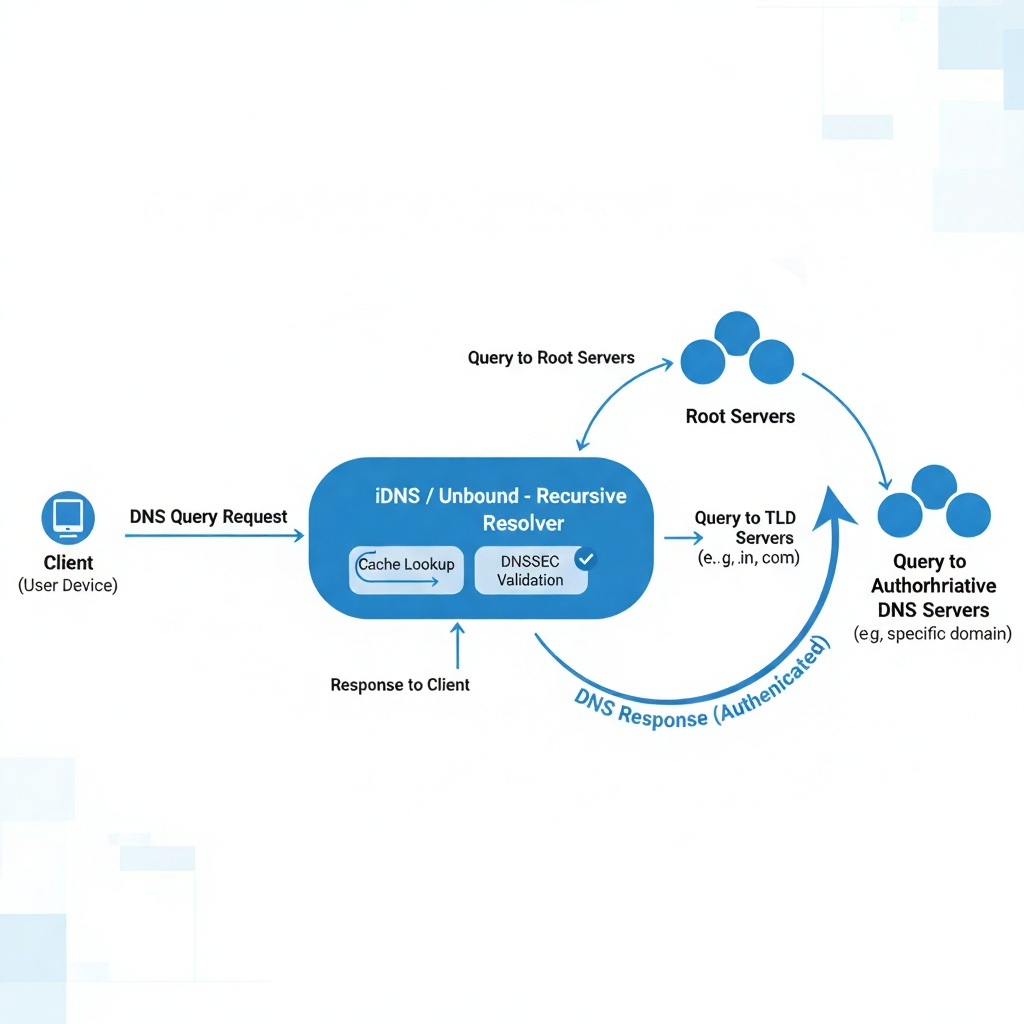 Query to Root Servers
Root Servers
DNS Query Request
Client
(User Device)
iDNS / Unbound - Recursive
Resolver
Cache Lookup
DNSSEC
Validation
Query to TLD
Servers
(e..g, .in, com)
Query to
Authorhriative
DNS Servers
(eg, specific domain)
Response to Client
DNS Response (Authenicated)